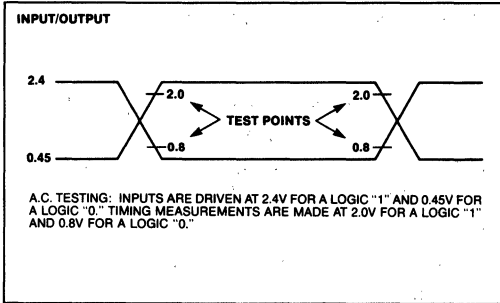 INPUT/OUTPUT
2.4
2.0
2.0
TEST POINTS
0.8
0.8
0.45
A.C. TESTING: INPUTS ARE DRIVEN AT 2.4V FOR A LOGIC "1" AND 0.45V FOR
A LOGIC "0." TIMING MEASUREMENTS ARE MADE AT 2.0V FOR A LOGIC "1"
AND 0.8V FOR A LOGIC "0."